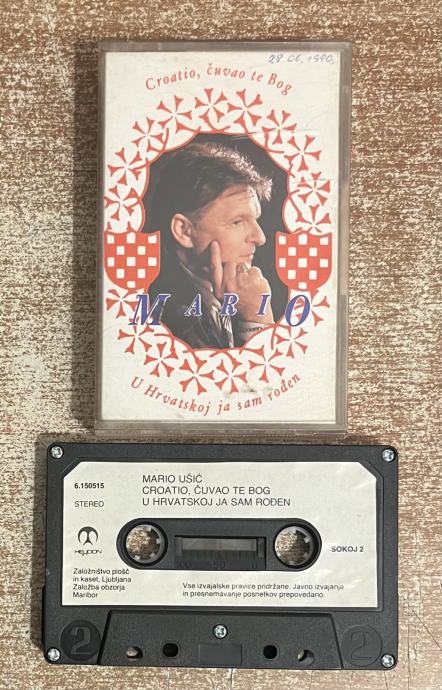 28.06.1990.
Croatio, čuvao te Bog
MARIO
U Hrvatskoj ja sam rođen
6.150515
STEREO
MARIO UŠIĆ
CROATIO, ČUVAO TE BOG
U HRVATSKOJ JA SAM ROĐEN
HELIDON
SOKOJ 2
Založništvo plošč
in kaset, Ljubljana
Založba obzorja
Maribor
Vse izvajalske pravice pridržane. Javno izvajanje
in presnemavanje posnetkov prepovedano.
2
2